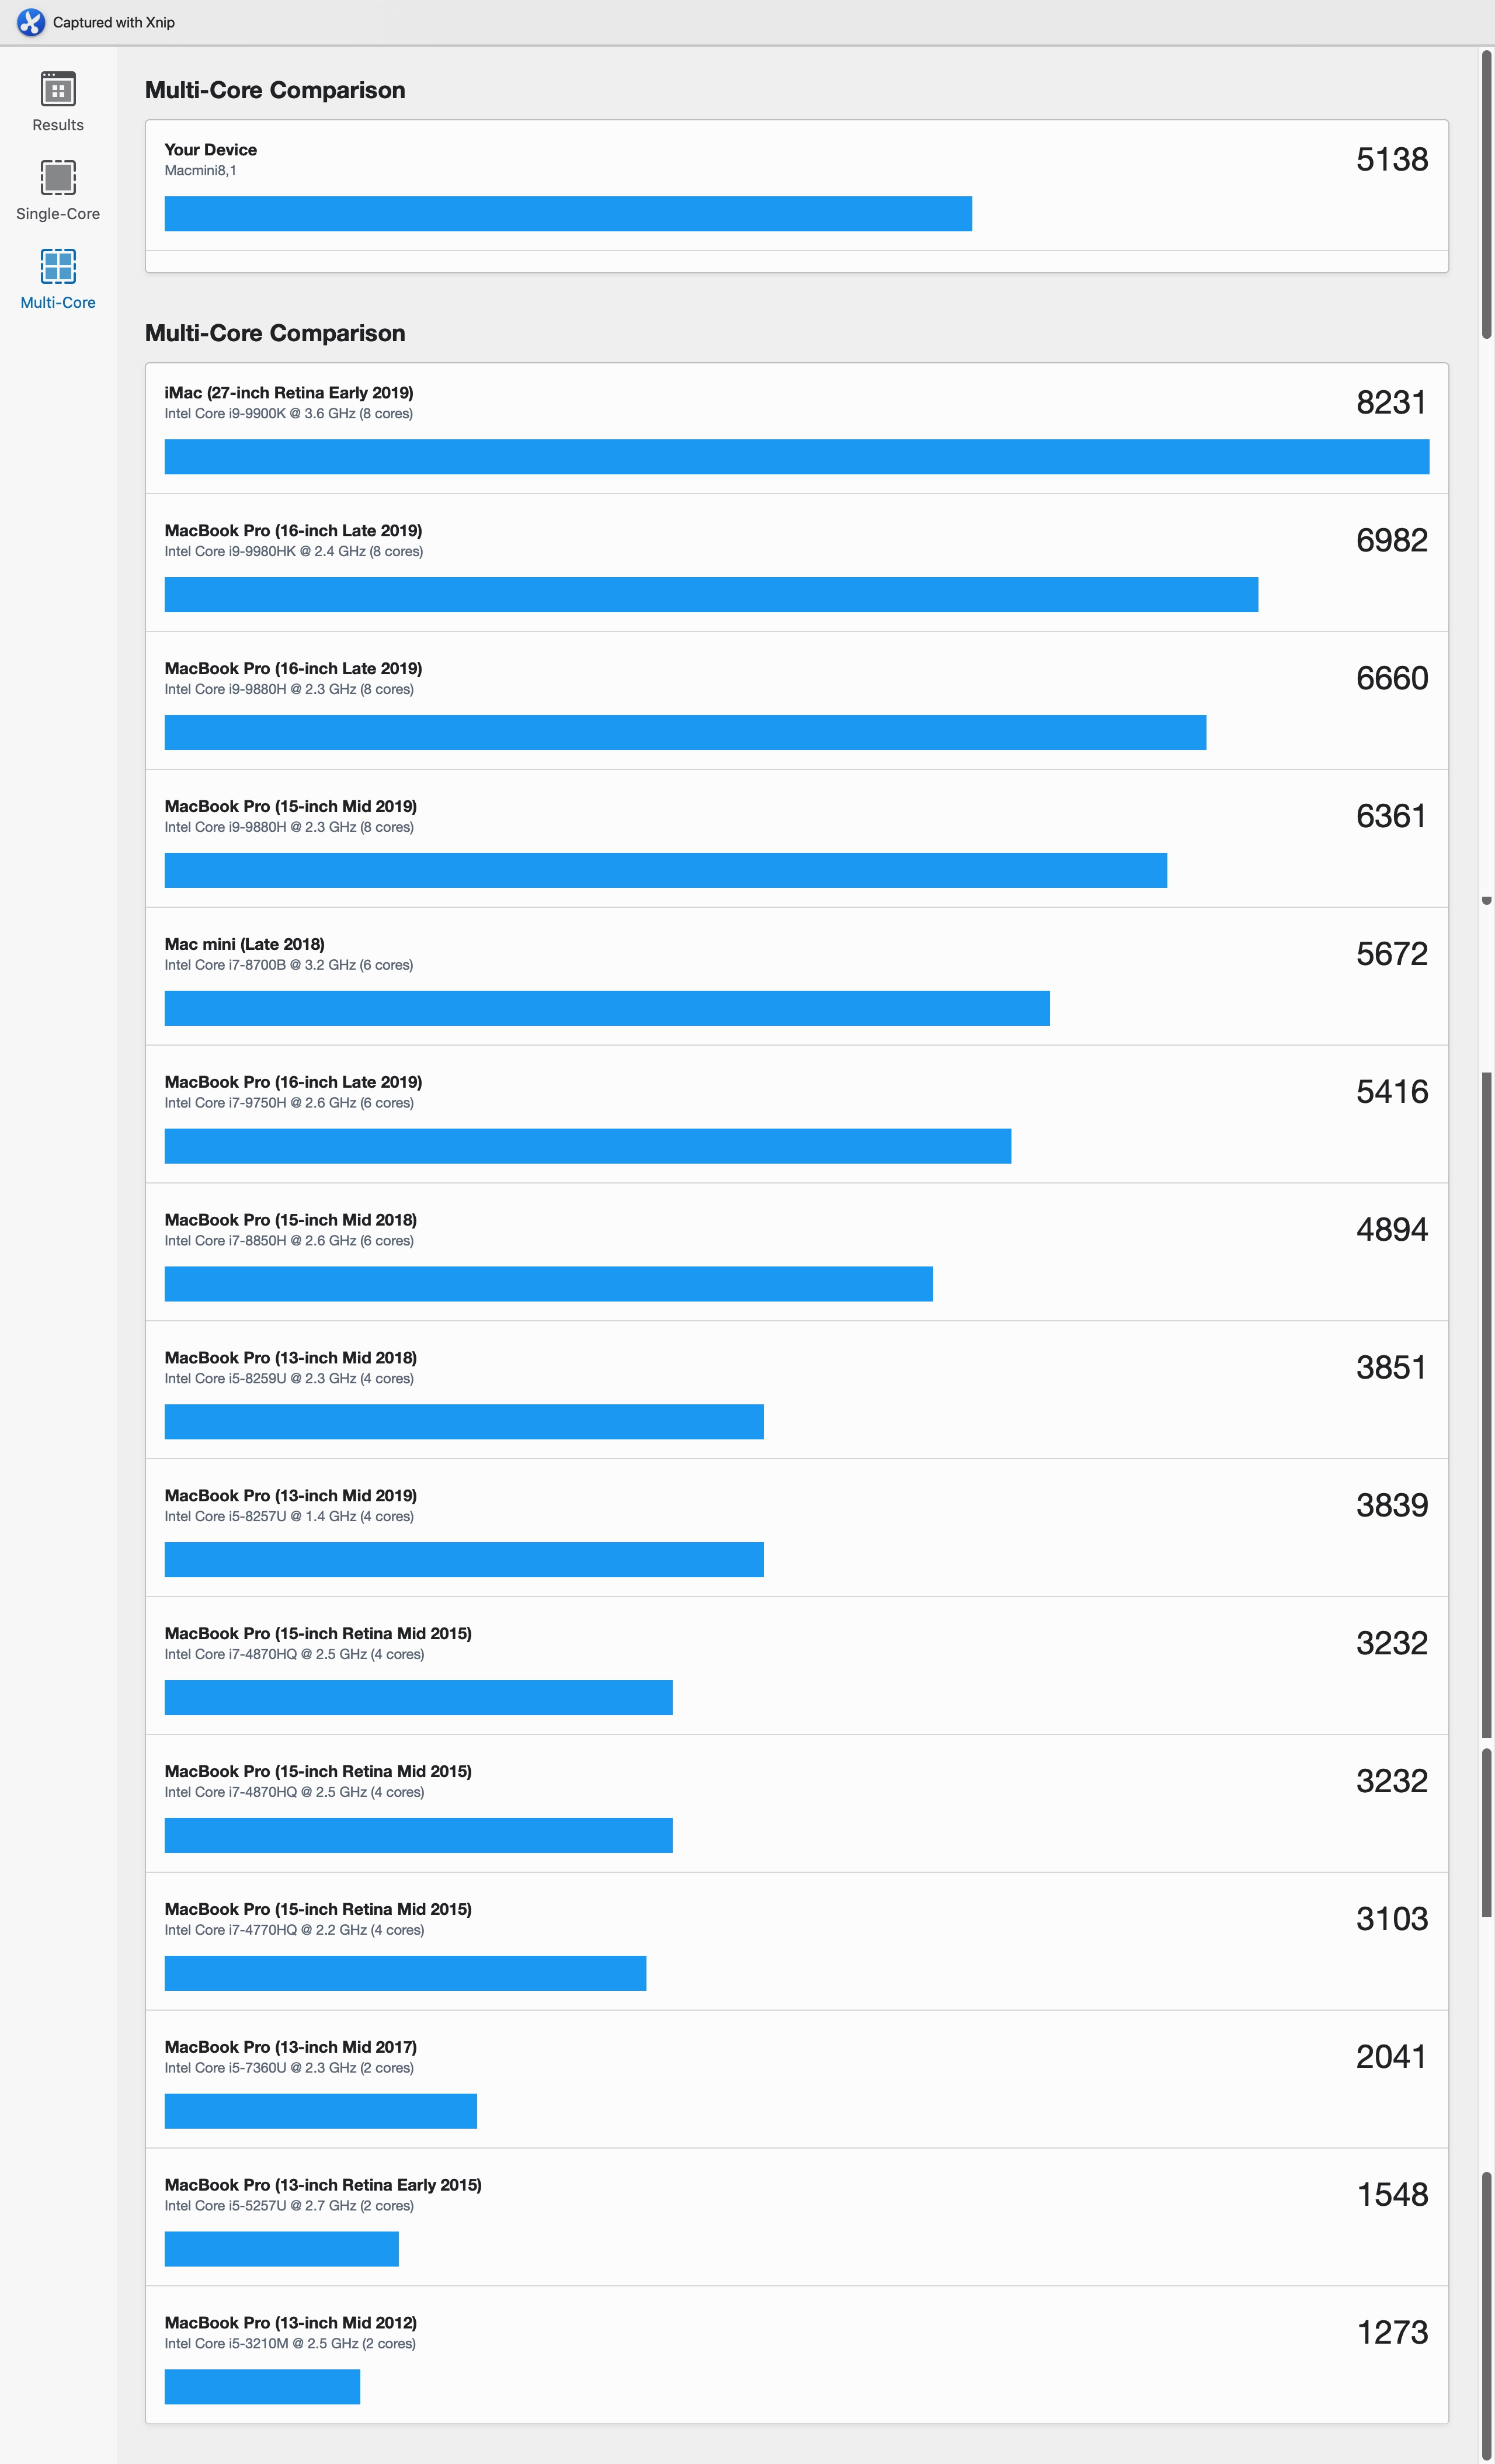 Captured with Xnip
Results
Single-Core
Multi-Core
Multi-Core Comparison
Your Device
5138
Macmini8,1
Multi-Core Comparison
iMac (27-inch Retina Early 2019)
8231
Intel Core i9-9900K @ 3.6 GHz (8 cores)
MacBook Pro (16-inch Late 2019)
6982
Intel Core i9-9980HK @ 2.4 GHz (8 cores)
MacBook Pro (16-inch Late 2019)
6660
Intel Core i9-9880H @ 2.3 GHz (8 cores)
MacBook Pro (15-inch Mid 2019)
6361
Intel Core i9-9880H @ 2.3 GHz (8 cores)
Mac mini (Late 2018)
5672
Intel Core i7-8700B @ 3.2 GHz (6 cores)
MacBook Pro (16-inch Late 2019)
5416
Intel Core i7-9750H @ 2.6 GHz (6 cores)
MacBook Pro (15-inch Mid 2018)
4894
Intel Core i7-8850H @ 2.6 GHz (6 cores)
MacBook Pro (13-inch Mid 2018)
3851
Intel Core i5-8259U @ 2.3 GHz (4 cores)
MacBook Pro (13-inch Mid 2019)
3839
Intel Core i5-8257U @ 1.4 GHz (4 cores)
MacBook Pro (15-inch Retina Mid 2015)
3232
Intel Core i7-4870HQ @ 2.5 GHz (4 cores)
MacBook Pro (15-inch Retina Mid 2015)
3232
Intel Core i7-4870HQ @ 2.5 GHz (4 cores)
MacBook Pro (15-inch Retina Mid 2015)
3103
Intel Core i7-4770HQ @ 2.2 GHz (4 cores)
MacBook Pro (13-inch Mid 2017)
2041
Intel Core i5-7360U @ 2.3 GHz (2 cores)
MacBook Pro (13-inch Retina Early 2015)
1548
Intel Core i5-5257U @ 2.7 GHz (2 cores)
MacBook Pro (13-inch Mid 2012)
1273
Intel Core i5-3210M @ 2.5 GHz (2 cores)